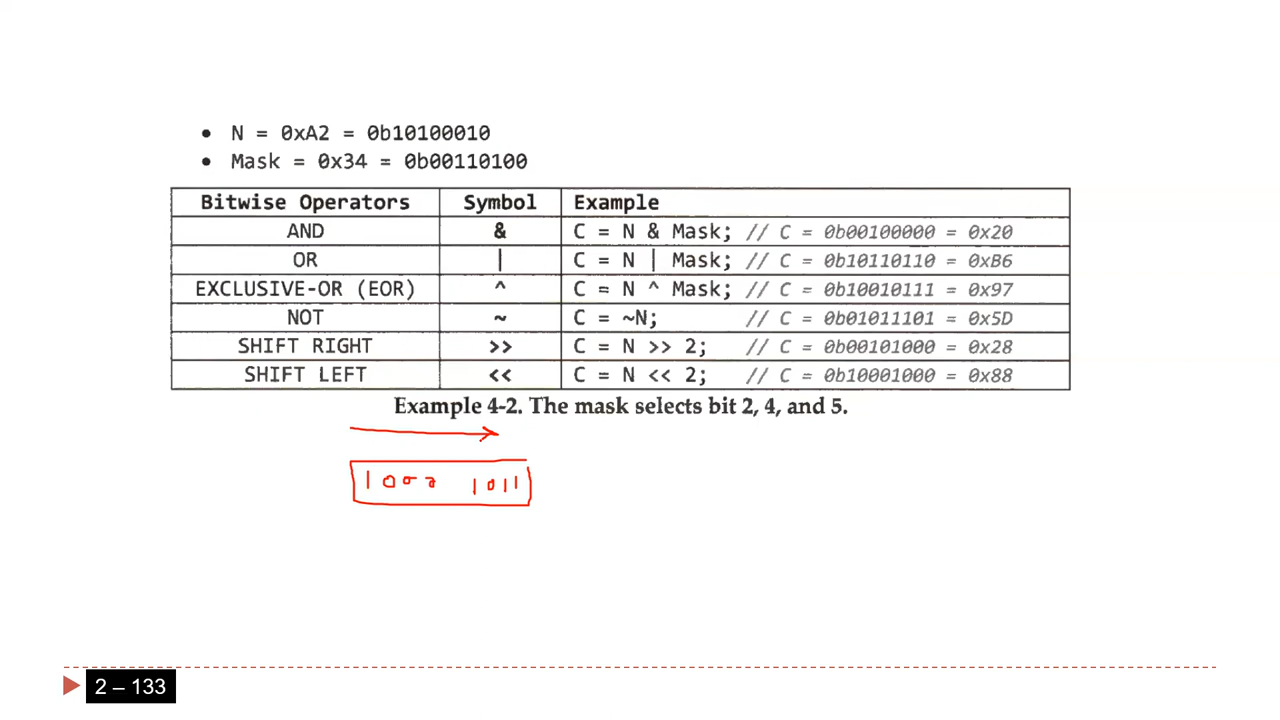 • N = 0xA2 = 0b10100010
• Mask = 0x34 = 0b00110100
Bitwise Operators Symbol Example
AND & C = N & Mask; // C = 0b00100000 = 0x20
OR | C = N | Mask; // C = 0b10110110 = 0xB6
EXCLUSIVE-OR (EOR) ^ C = N ^ Mask; // C = 0b10010111 = 0x97
NOT ~ C = ~N; // C = 0b01011101 = 0x5D
SHIFT RIGHT >> C = N >> 2; // C = 0b00101000 = 0x28
SHIFT LEFT << C = N << 2; // C = 0b10001000 = 0x88
Example 4-2. The mask selects bit 2, 4, and 5.
1000 1011
2 – 133